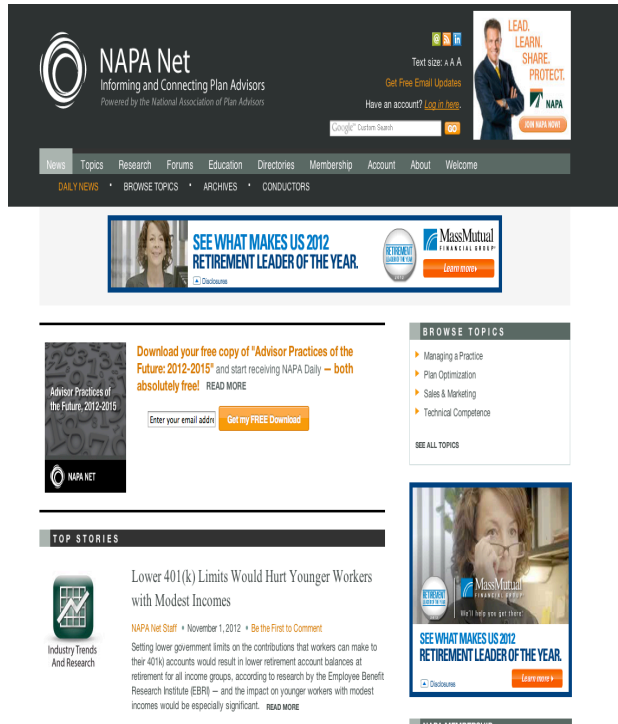 NAPA Net
Informing and Connecting Plan Advisors
Powered by the National Association of Plan Advisors
@
in
Text size: A A A
Get Free Email Updates
Have an account? Log in here.
Google™ Custom Search
GO
LEAD.
LEARN.
SHARE.
PROTECT.
NAPA
JOIN NAPA NOW!
News Topics Research Forums Education Directories Membership Account About Welcome
DAILY NEWS • BROWSE TOPICS • ARCHIVES • CONDUCTORS
SEE WHAT MAKES US 2012
RETIREMENT LEADER OF THE YEAR.
Disclosures
RETIREMENT
LEADER OF THE YEAR
2012
MassMutual
FINANCIAL GROUP®
Learn more
Advisor Practices of
the Future, 2012-2015
NAPA NET
Download your free copy of "Advisor Practices of the
Future: 2012-2015" and start receiving NAPA Daily — both
absolutely free! READ MORE
Enter your email addre
Get my FREE Download
BROWSE TOPICS
Managing a Practice
Plan Optimization
Sales & Marketing
Technical Competence
SEE ALL TOPICS
TOP STORIES
Industry Trends
And Research
Lower 401(k) Limits Would Hurt Younger Workers
with Modest Incomes
NAPA Net Staff • November 1, 2012 • Be the First to Comment
Setting lower government limits on the contributions that workers can make to
their 401(k) accounts would result in lower retirement account balances at
retirement for all income groups, according to research by the Employee Benefit
Research Institute (EBRI) — and the impact on younger workers with modest
incomes would be especially significant. READ MORE
RETIREMENT
MassMutual
FINANCIAL GROUP
We'll help you get there.
SEE WHAT MAKES US 2012
RETIREMENT LEADER OF THE YEAR.
Disclosures
Learn more
NAPA MEMBERSHIP